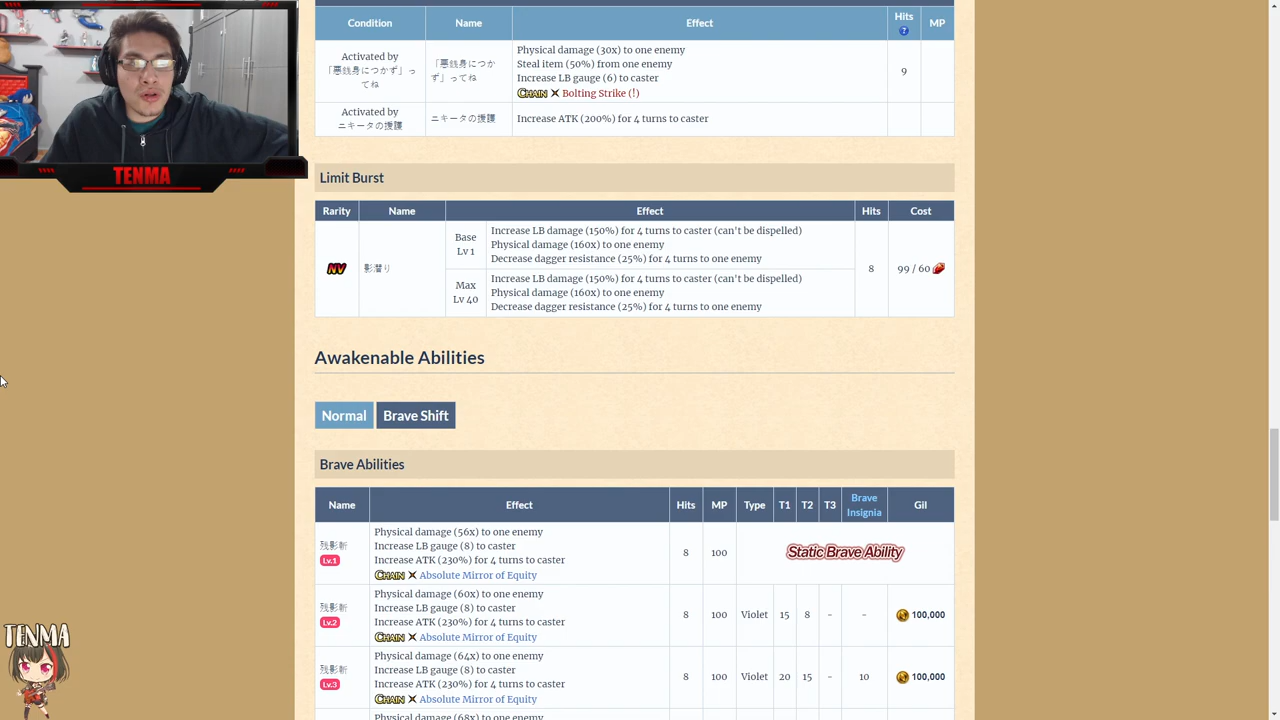 Condition Name Effect Hits MP
?
Activated by
「悪銭身につかず」っ
てね
「悪銭身につか
ず」ってね
Physical damage (30x) to one enemy
Steal item (50%) from one enemy
Increase LB gauge (6) to caster
CHAIN Bolting Strike (!)
9
Activated by
ニキータの援護
ニキータの援護
Increase ATK (200%) for 4 turns to caster
TENMA
Limit Burst
Rarity Name Effect Hits Cost
NV
影潜り
Base
Lv 1
Increase LB damage (150%) for 4 turns to caster (can't be dispelled)
Physical damage (160x) to one enemy
Decrease dagger resistance (25%) for 4 turns to one enemy
Max
Lv 40
Increase LB damage (150%) for 4 turns to caster (can't be dispelled)
Physical damage (160x) to one enemy
Decrease dagger resistance (25%) for 4 turns to one enemy
8
99 / 60
Awakenable Abilities
Normal Brave Shift
Brave Abilities
Name Effect Hits MP Type T1 T2 T3 Brave Insignia Gil
残影斬
Lv.1
Physical damage (56x) to one enemy
Increase LB gauge (8) to caster
Increase ATK (230%) for 4 turns to caster
CHAIN Absolute Mirror of Equity
8 100 Static Brave Ability
残影斬
Lv.2
Physical damage (60x) to one enemy
Increase LB gauge (8) to caster
Increase ATK (230%) for 4 turns to caster
CHAIN Absolute Mirror of Equity
8 100 Violet 15 8 - - 100,000
残影斬
Lv.3
Physical damage (64x) to one enemy
Increase LB gauge (8) to caster
Increase ATK (230%) for 4 turns to caster
CHAIN Absolute Mirror of Equity
8 100 Violet 20 15 - 10 100,000
Physical damage (68x) to one enemy
TENMA